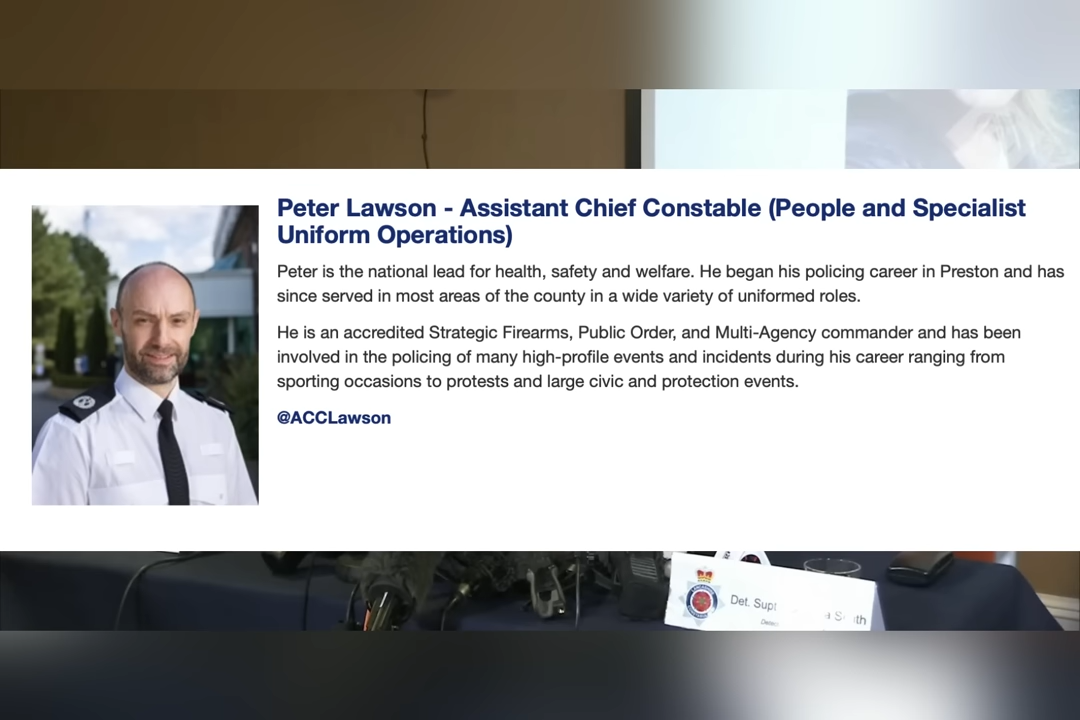 Peter Lawson - Assistant Chief Constable (People and Specialist
Uniform Operations)
Peter is the national lead for health, safety and welfare. He began his policing career in Preston and has
since served in most areas of the county in a wide variety of uniformed roles.
He is an accredited Strategic Firearms, Public Order, and Multi-Agency commander and has been
involved in the policing of many high-profile events and incidents during his career ranging from
sporting occasions to protests and large civic and protection events.
@ACCLawson
Det. Supt